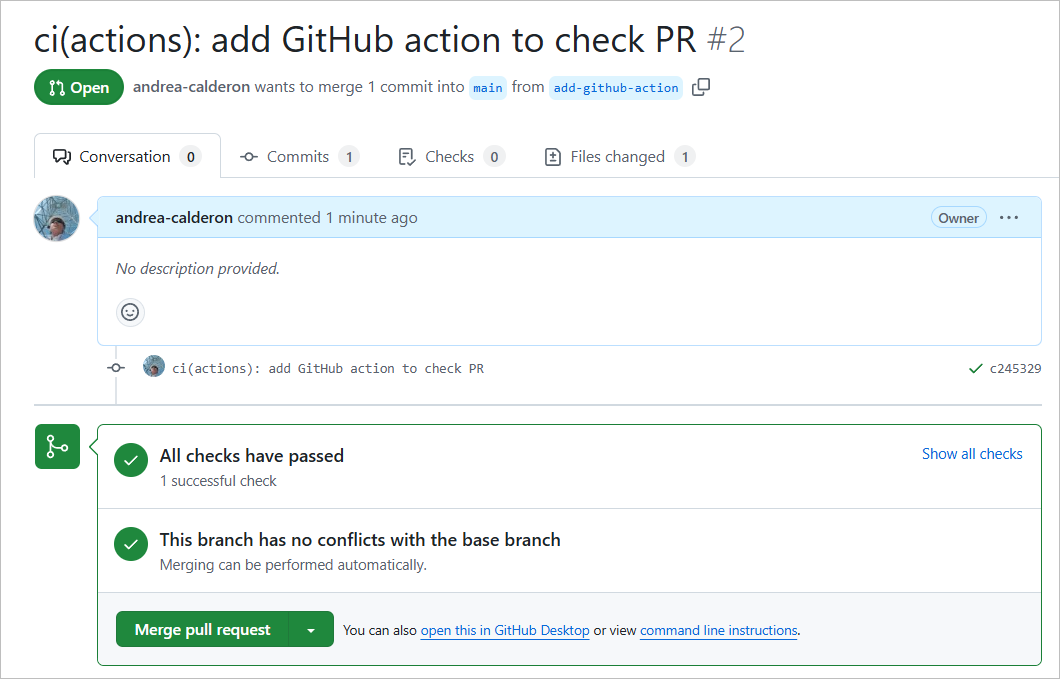 ci(actions): add GitHub action to check PR #2
Open andrea-calderon wants to merge 1 commit into main from add-github-action
Conversation 0 Commits 1 Checks 0 Files changed 1
andrea-calderon commented 1 minute ago Owner
No description provided.
ci(actions): add GitHub action to check PR c245329
All checks have passed Show all checks
1 successful check
This branch has no conflicts with the base branch
Merging can be performed automatically.
Merge pull request You can also open this in GitHub Desktop or view command line instructions.